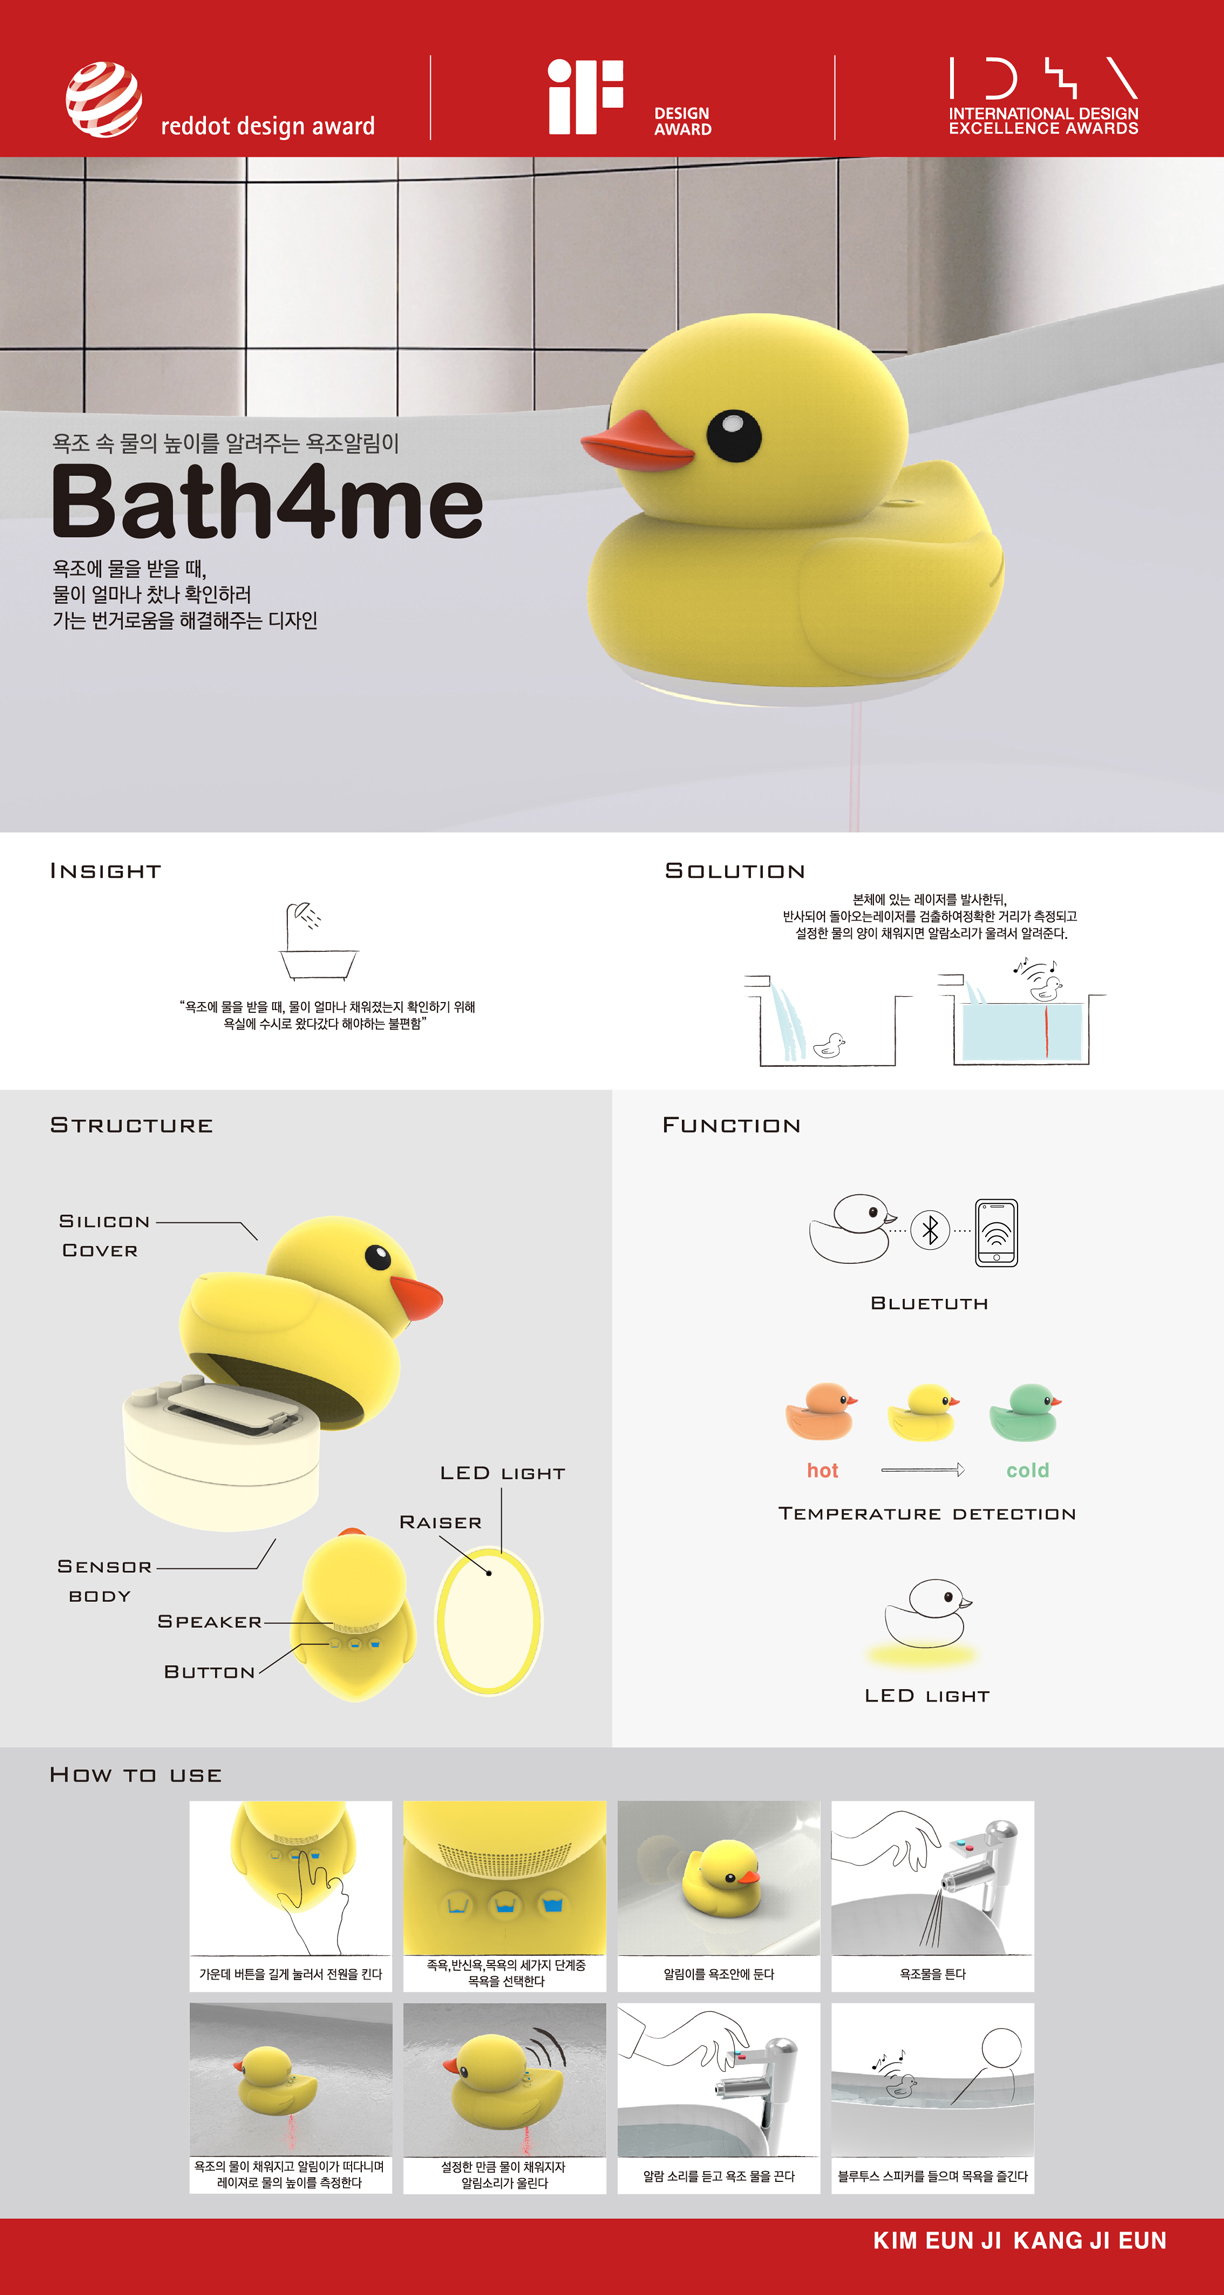 reddot design award
iF
DESIGN
AWARD
INTERNATIONAL DESIGN
EXCELLENCE AWARDS
욕조 속 물의 높이를 알려주는 욕조알림이
Bath4me
욕조에 물을 받을 때,
물이 얼마나 찼나 확인하러
가는 번거로움을 해결해주는 디자인
INSIGHT
“욕조에 물을 받을 때, 물이 얼마나 채워졌는지 확인하기 위해
욕실에 수시로 왔다갔다 해야하는 불편함”
SOLUTION
본체에 있는 레이저를 발사한뒤,
반사되어 돌아오는레이저를 검출하여정확한 거리가 측정되고
설정한 물의 양이 채워지면 알람소리가 울려서 알려준다.
STRUCTURE
SILICON
COVER
LED LIGHT
RAISER
SENSOR
BODY
SPEAKER
BUTTON
FUNCTION
BLUETUTH
hot
cold
TEMPERATURE DETECTION
LED LIGHT
HOW TO USE
가운데 버튼을 길게 눌러서 전원을 킨다
족욕,반신욕,목욕의 세가지 단계중
목욕을 선택한다
알림이를 욕조안에 둔다
욕조물을 튼다
욕조의 물이 채워지고 알림이가 떠다니며
레이져로 물의 높이를 측정한다
설정한 만큼 물이 채워지자
알림소리가 울린다
알람 소리를 듣고 욕조 물을 끈다
블루투스 스피커를 들으며 목욕을 즐긴다
KIM EUN JI KANG JI EUN